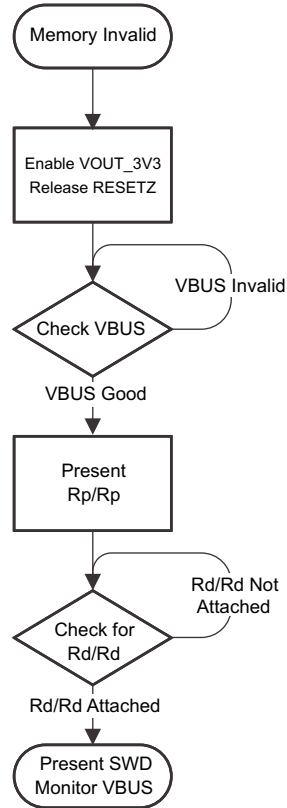 Memory Invalid
Enable VOUT_3V3
Release RESETZ
VBUS Invalid
Check VBUS
VBUS Good
Present
Rp/Rp
Rd/Rd Not
Attached
Check for
Rd/Rd
Rd/Rd Attached
Present SWD
Monitor VBUS